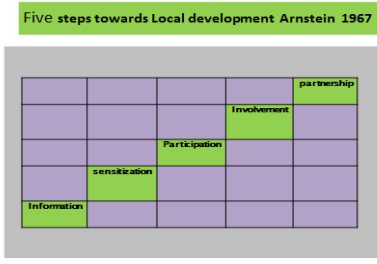 Five steps towards Local development Arnstein 1967
partnership
Involvement
Participation
sensitization
Information